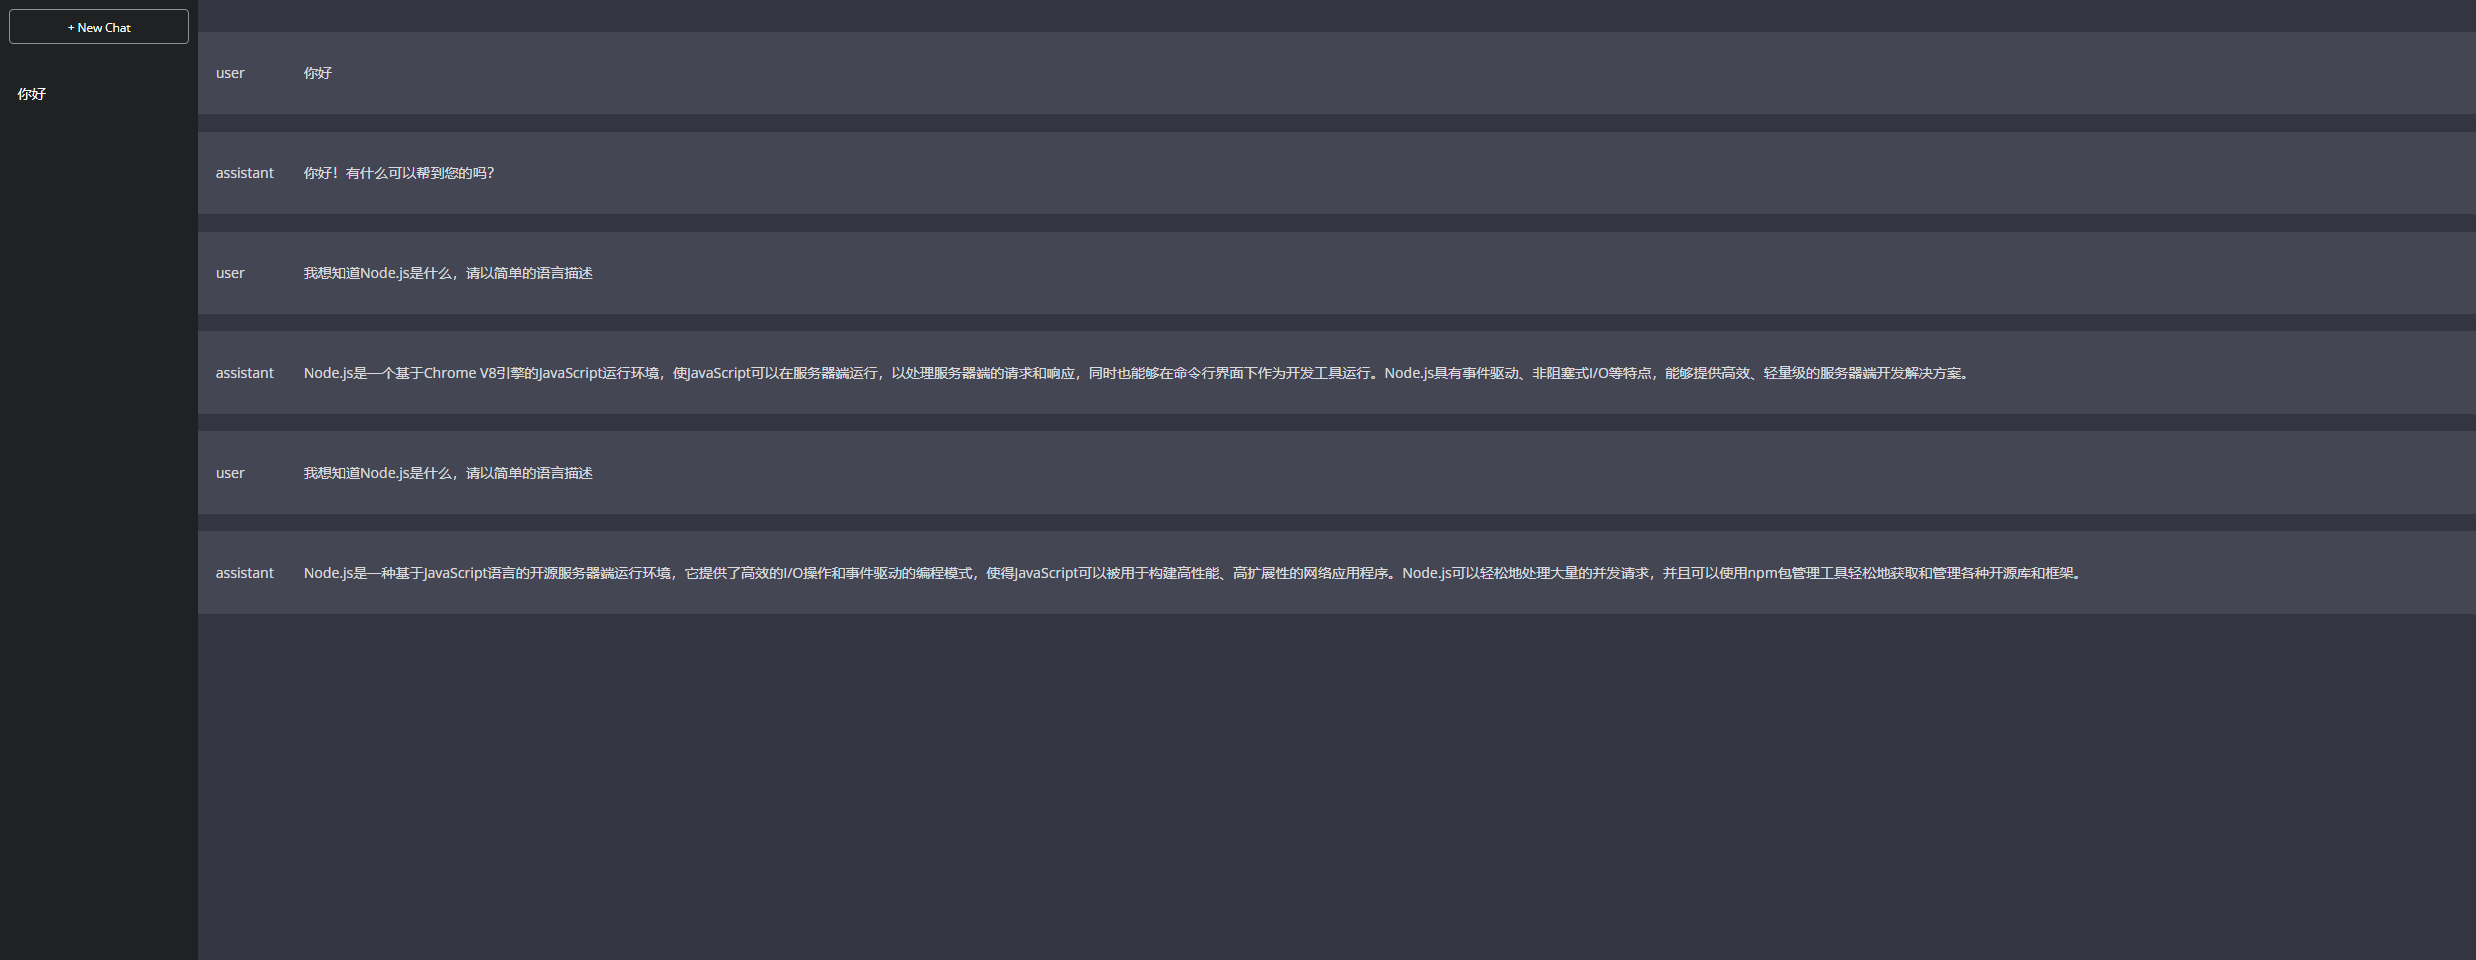 + New Chat
你好
user 你好
assistant 你好！有什么可以帮到您的吗？
user 我想知道Node.js是什么，请以简单的语言描述
assistant Node.js是一个基于Chrome V8引擎的JavaScript运行环境，使JavaScript可以在服务器端运行，以处理服务器端的请求和响应，同时也能够在命令行界面下作为开发工具运行。Node.js具有事件驱动、非阻塞式I/O等特点，能够提供高效、轻量级的服务器端开发解决方案。
user 我想知道Node.js是什么，请以简单的语言描述
assistant Node.js是一种基于JavaScript语言的开源服务器端运行环境，它提供了高效的I/O操作和事件驱动的编程模式，使得JavaScript可以被用于构建高性能、高扩展性的网络应用程序。Node.js可以轻松地处理大量的并发请求，并且可以使用npm包管理工具轻松地获取和管理各种开源库和框架。